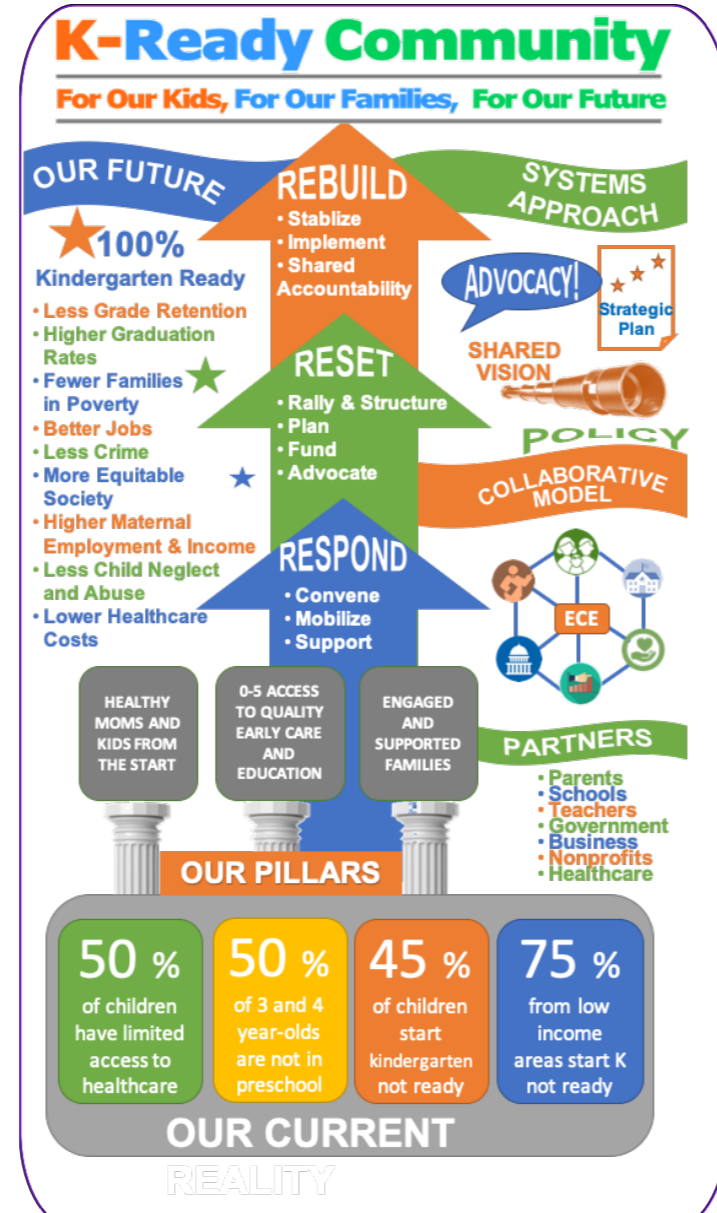 K-Ready Community
For Our Kids, For Our Families, For Our Future
OUR FUTURE
100%
Kindergarten Ready
• Less Grade Retention
• Higher Graduation
Rates
• Fewer Families
in Poverty
• Better Jobs
• Less Crime
• More Equitable
Society
• Higher Maternal
Employment & Income
• Less Child Neglect
and Abuse
• Lower Healthcare
Costs
REBUILD
• Stablize
• Implement
• Shared
Accountability
RESET
• Rally & Structure
• Plan
• Fund
• Advocate
RESPOND
• Convene
• Mobilize
• Support
SYSTEMS
APPROACH
ADVOCACY!
Strategic
Plan
SHARED
VISION
POLICY
COLLABORATIVE
MODEL
ECE
PARTNERS
• Parents
• Schools
• Teachers
• Government
• Business
• Nonprofits
• Healthcare
HEALTHY
MOMS AND
KIDS FROM
THE START
0-5 ACCESS
TO QUALITY
EARLY CARE
AND
EDUCATION
ENGAGED
AND
SUPPORTED
FAMILIES
OUR PILLARS
50 %
of children
have limited
access to
healthcare
50 %
of 3 and 4
year-olds
are not in
preschool
45 %
of children
start
kindergarten
not ready
75 %
from low
income
areas start K
not ready
OUR CURRENT
REALITY